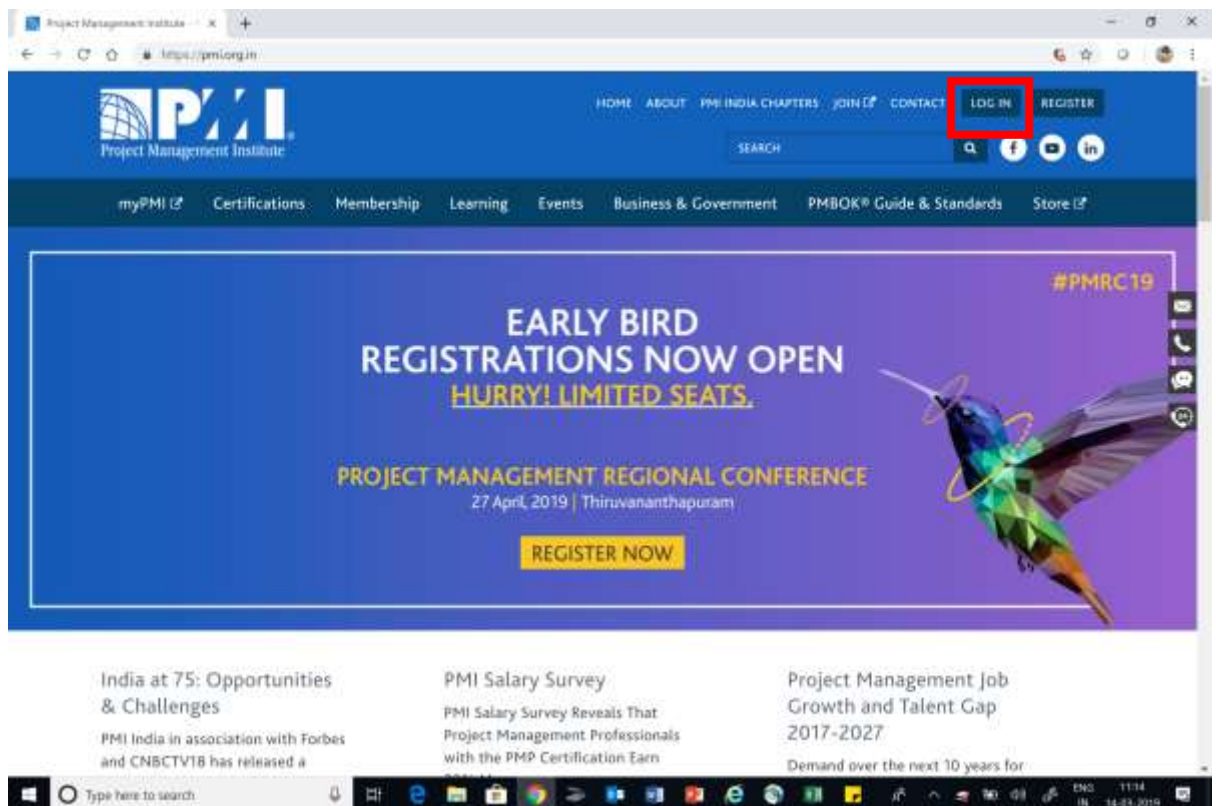 Project Management Institute
https://pmi.org.in
HOME ABOUT PMI INDIA CHAPTERS JOIN CONTACT LOG IN REGISTER
PMI
Project Management Institute
SEARCH
myPMI Certifications Membership Learning Events Business & Government PMBOK® Guide & Standards Store
#PMRC19
EARLY BIRD
REGISTRATIONS NOW OPEN
HURRY! LIMITED SEATS.
PROJECT MANAGEMENT REGIONAL CONFERENCE
27 April, 2019 | Thiruvananthapuram
REGISTER NOW
India at 75: Opportunities
& Challenges
PMI India in association with Forbes
and CNBCTV18 has released a
PMI Salary Survey
PMI Salary Survey Reveals That
Project Management Professionals
with the PMP Certification Earn
Project Management Job
Growth and Talent Gap
2017-2027
Demand over the next 10 years for
Type here to search
ENG 11:14
IN